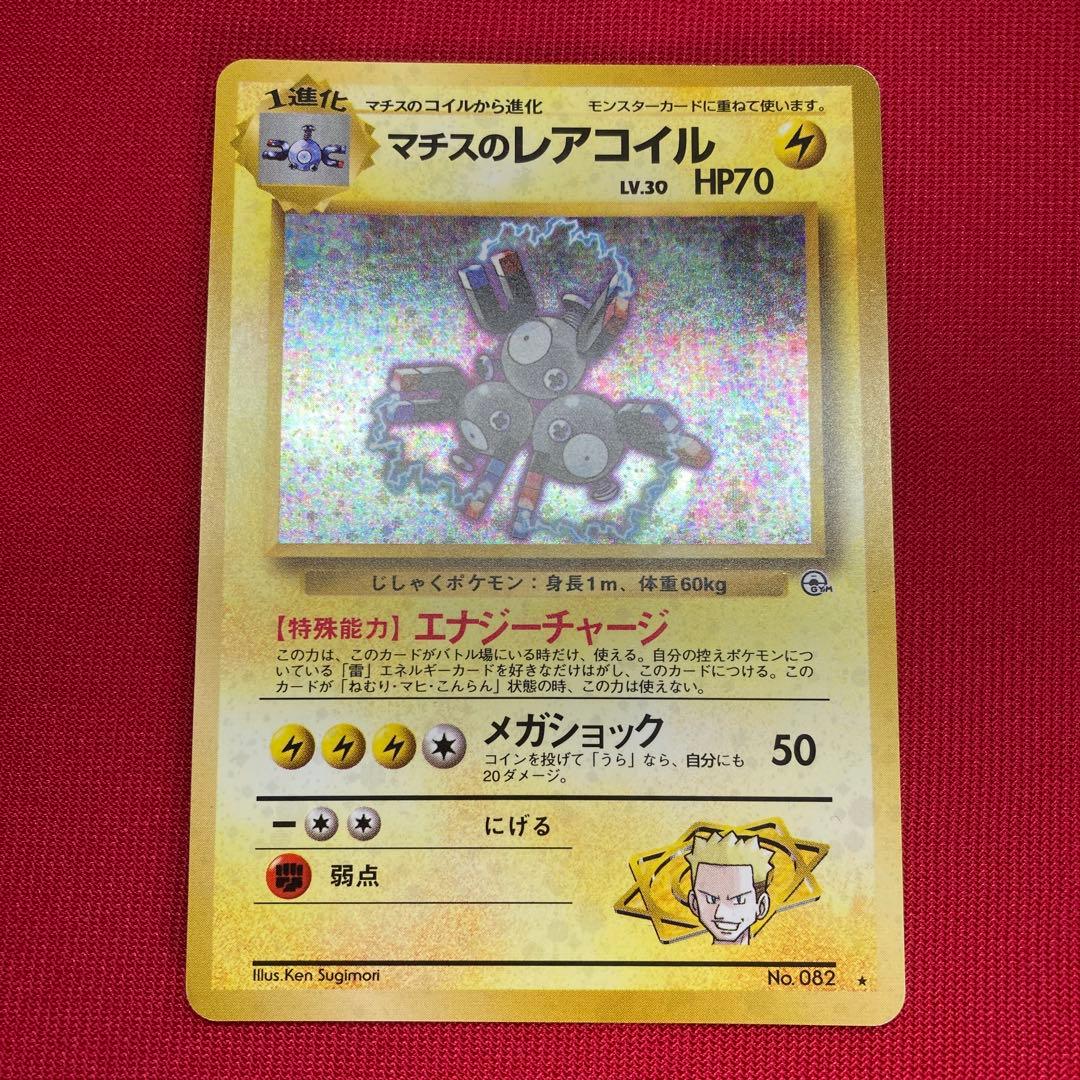 1進化
マチスのコイルから進化
モンスターカードに重ねて使います。
マチスのレアコイル
LV.30 HP70
じしゃくポケモン：身長1m、体重60kg
GYM
【特殊能力】エナジーチャージ
この力は、このカードがバトル場にいる時だけ、使える。自分の控えポケモンにつ
いている「雷」エネルギーカードを好きなだけはがし、このカードにつける。この
カードが「ねむり・マヒ・こんらん」状態の時、この力は使えない。
メガショック 50
コインを投げて「うら」なら、自分にも
20ダメージ。
にげる
弱点
Illus.Ken Sugimori
No. 082 ★